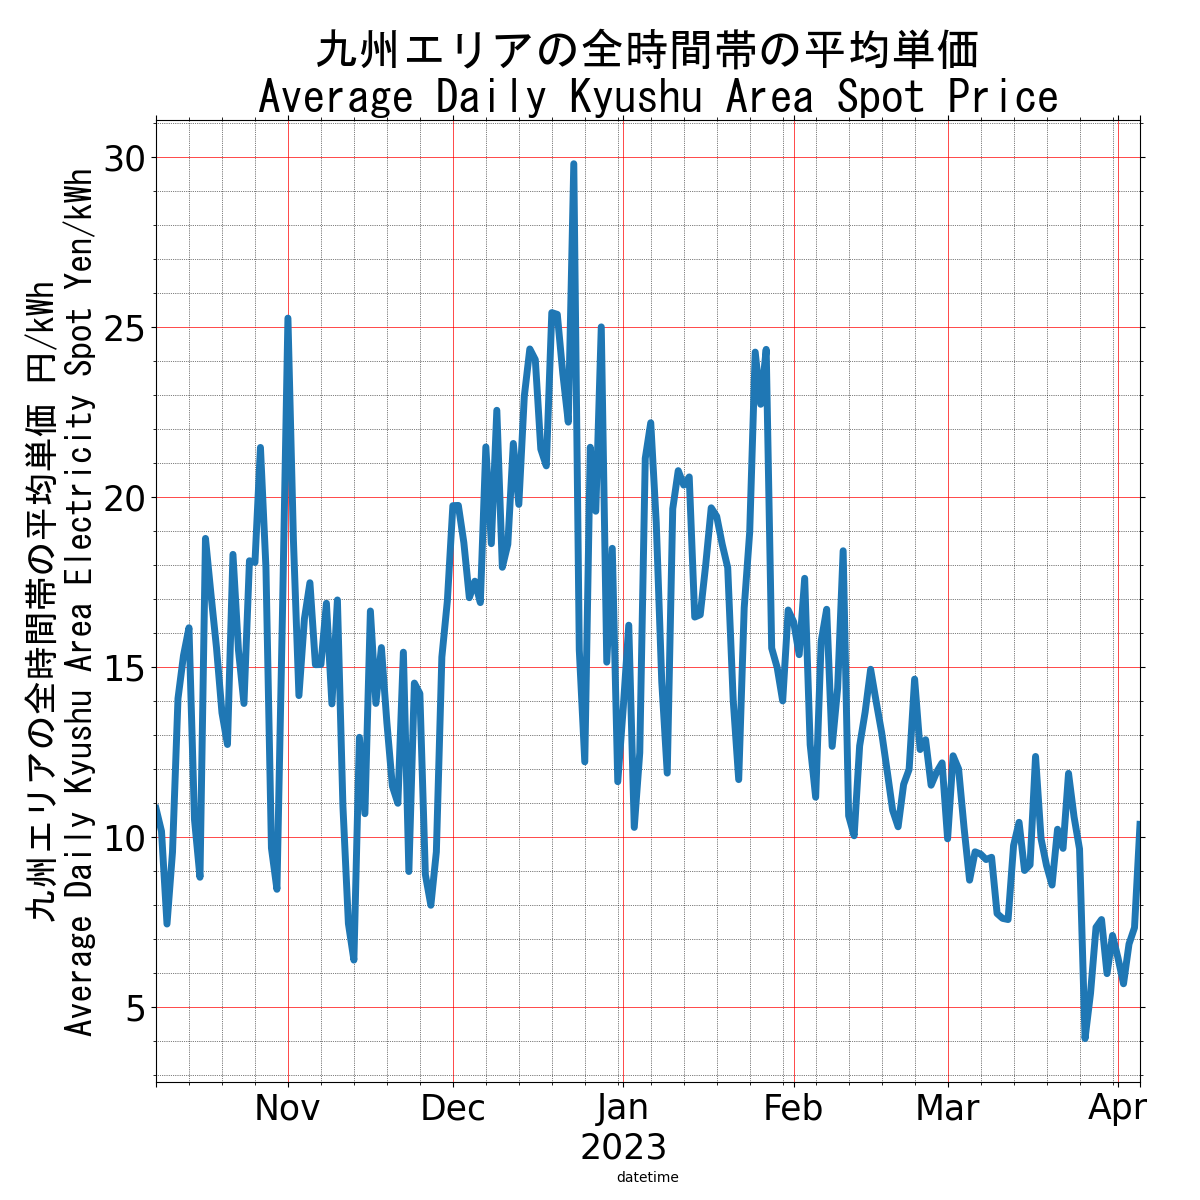 九州エリアの全時間帯の平均単価
Average Daily Kyushu Area Spot Price
九州エリアの全時間帯の平均単価 円/kWh
Average Daily Kyushu Area Electricity Spot Yen/kWh
30
25
20
15
10
5
Nov
Dec
Jan
2023
Feb
Mar
Apr
datetime